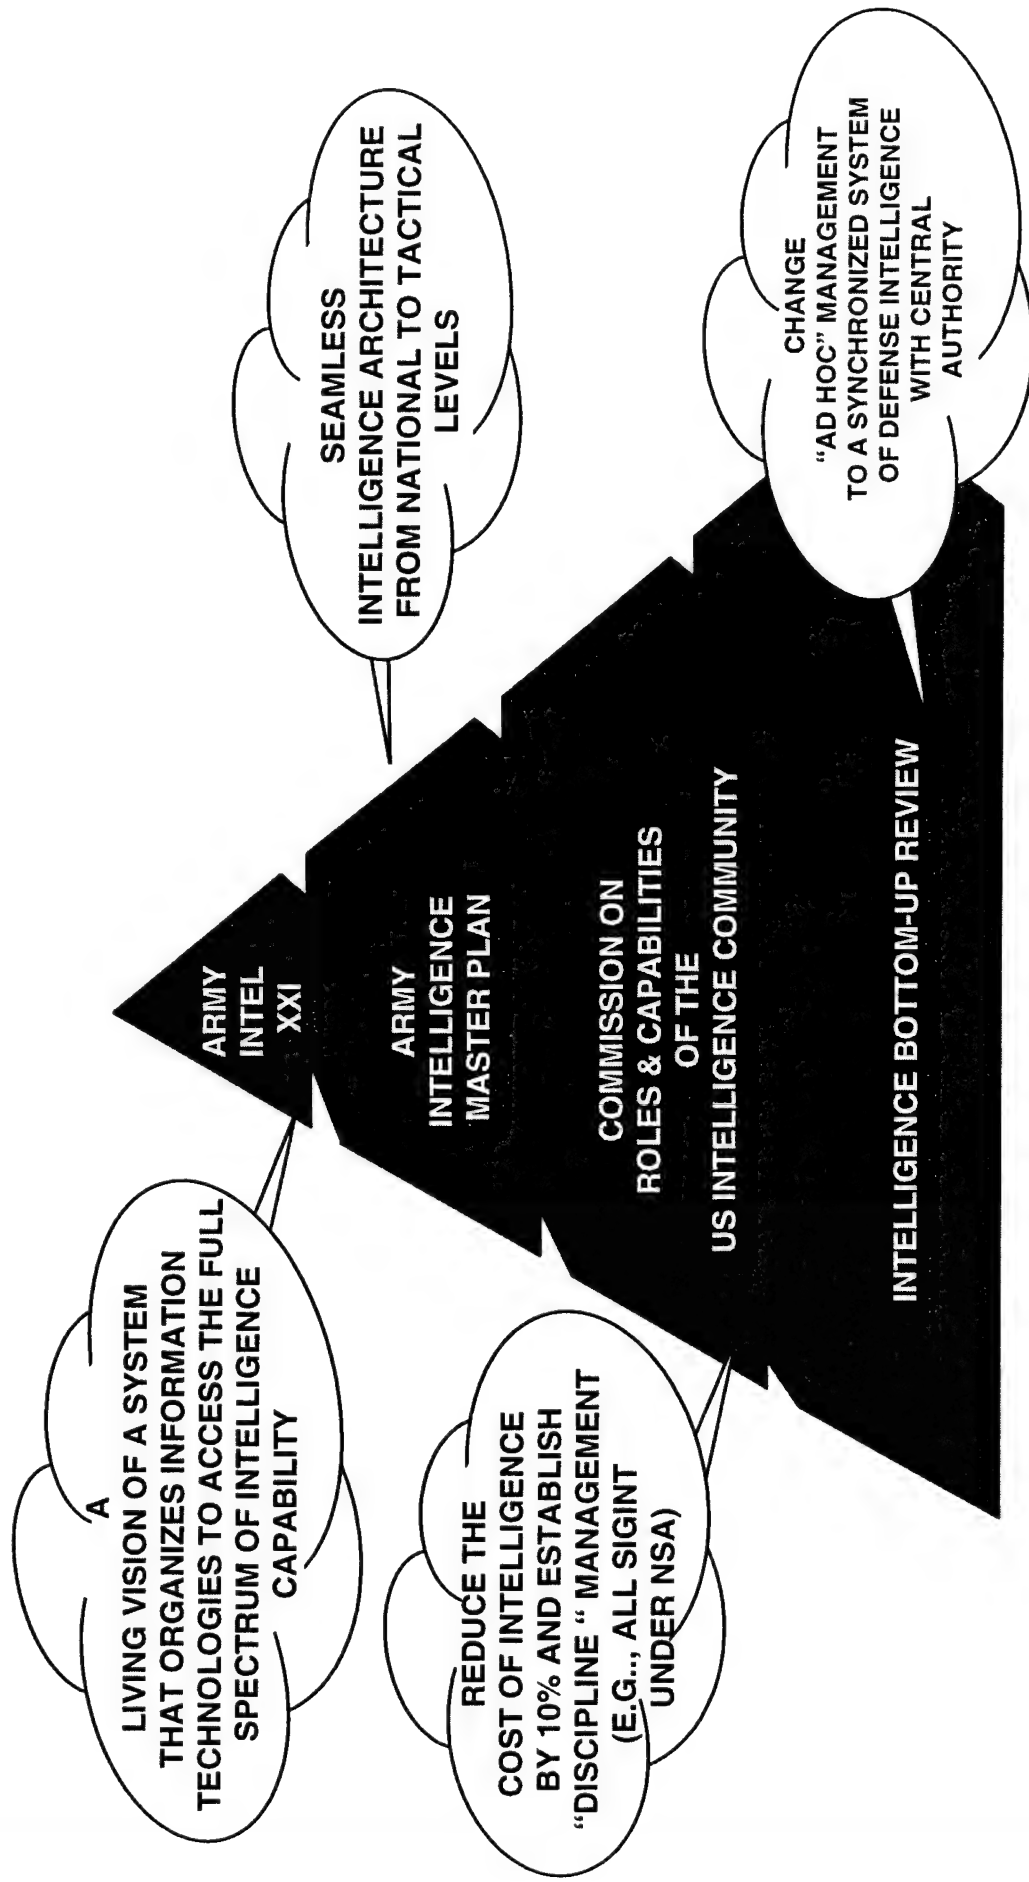 A
LIVING VISION OF A SYSTEM
THAT ORGANIZES INFORMATION
TECHNOLOGIES TO ACCESS THE FULL
SPECTRUM OF INTELLIGENCE
CAPABILITY
ARMY
INTEL
XXI
SEAMLESS
INTELLIGENCE ARCHITECTURE
FROM NATIONAL TO TACTICAL
LEVELS
ARMY
INTELLIGENCE
MASTER PLAN
REDUCE THE
COST OF INTELLIGENCE
BY 10% AND ESTABLISH
“DISCIPLINE “ MANAGEMENT
(E.G.., ALL SIGINT
UNDER NSA)
COMMISSION ON
ROLES & CAPABILITIES
OF THE
US INTELLIGENCE COMMUNITY
CHANGE
“AD HOC” MANAGEMENT
TO A SYNCHRONIZED SYSTEM
OF DEFENSE INTELLIGENCE
WITH CENTRAL
AUTHORITY
INTELLIGENCE BOTTOM-UP REVIEW